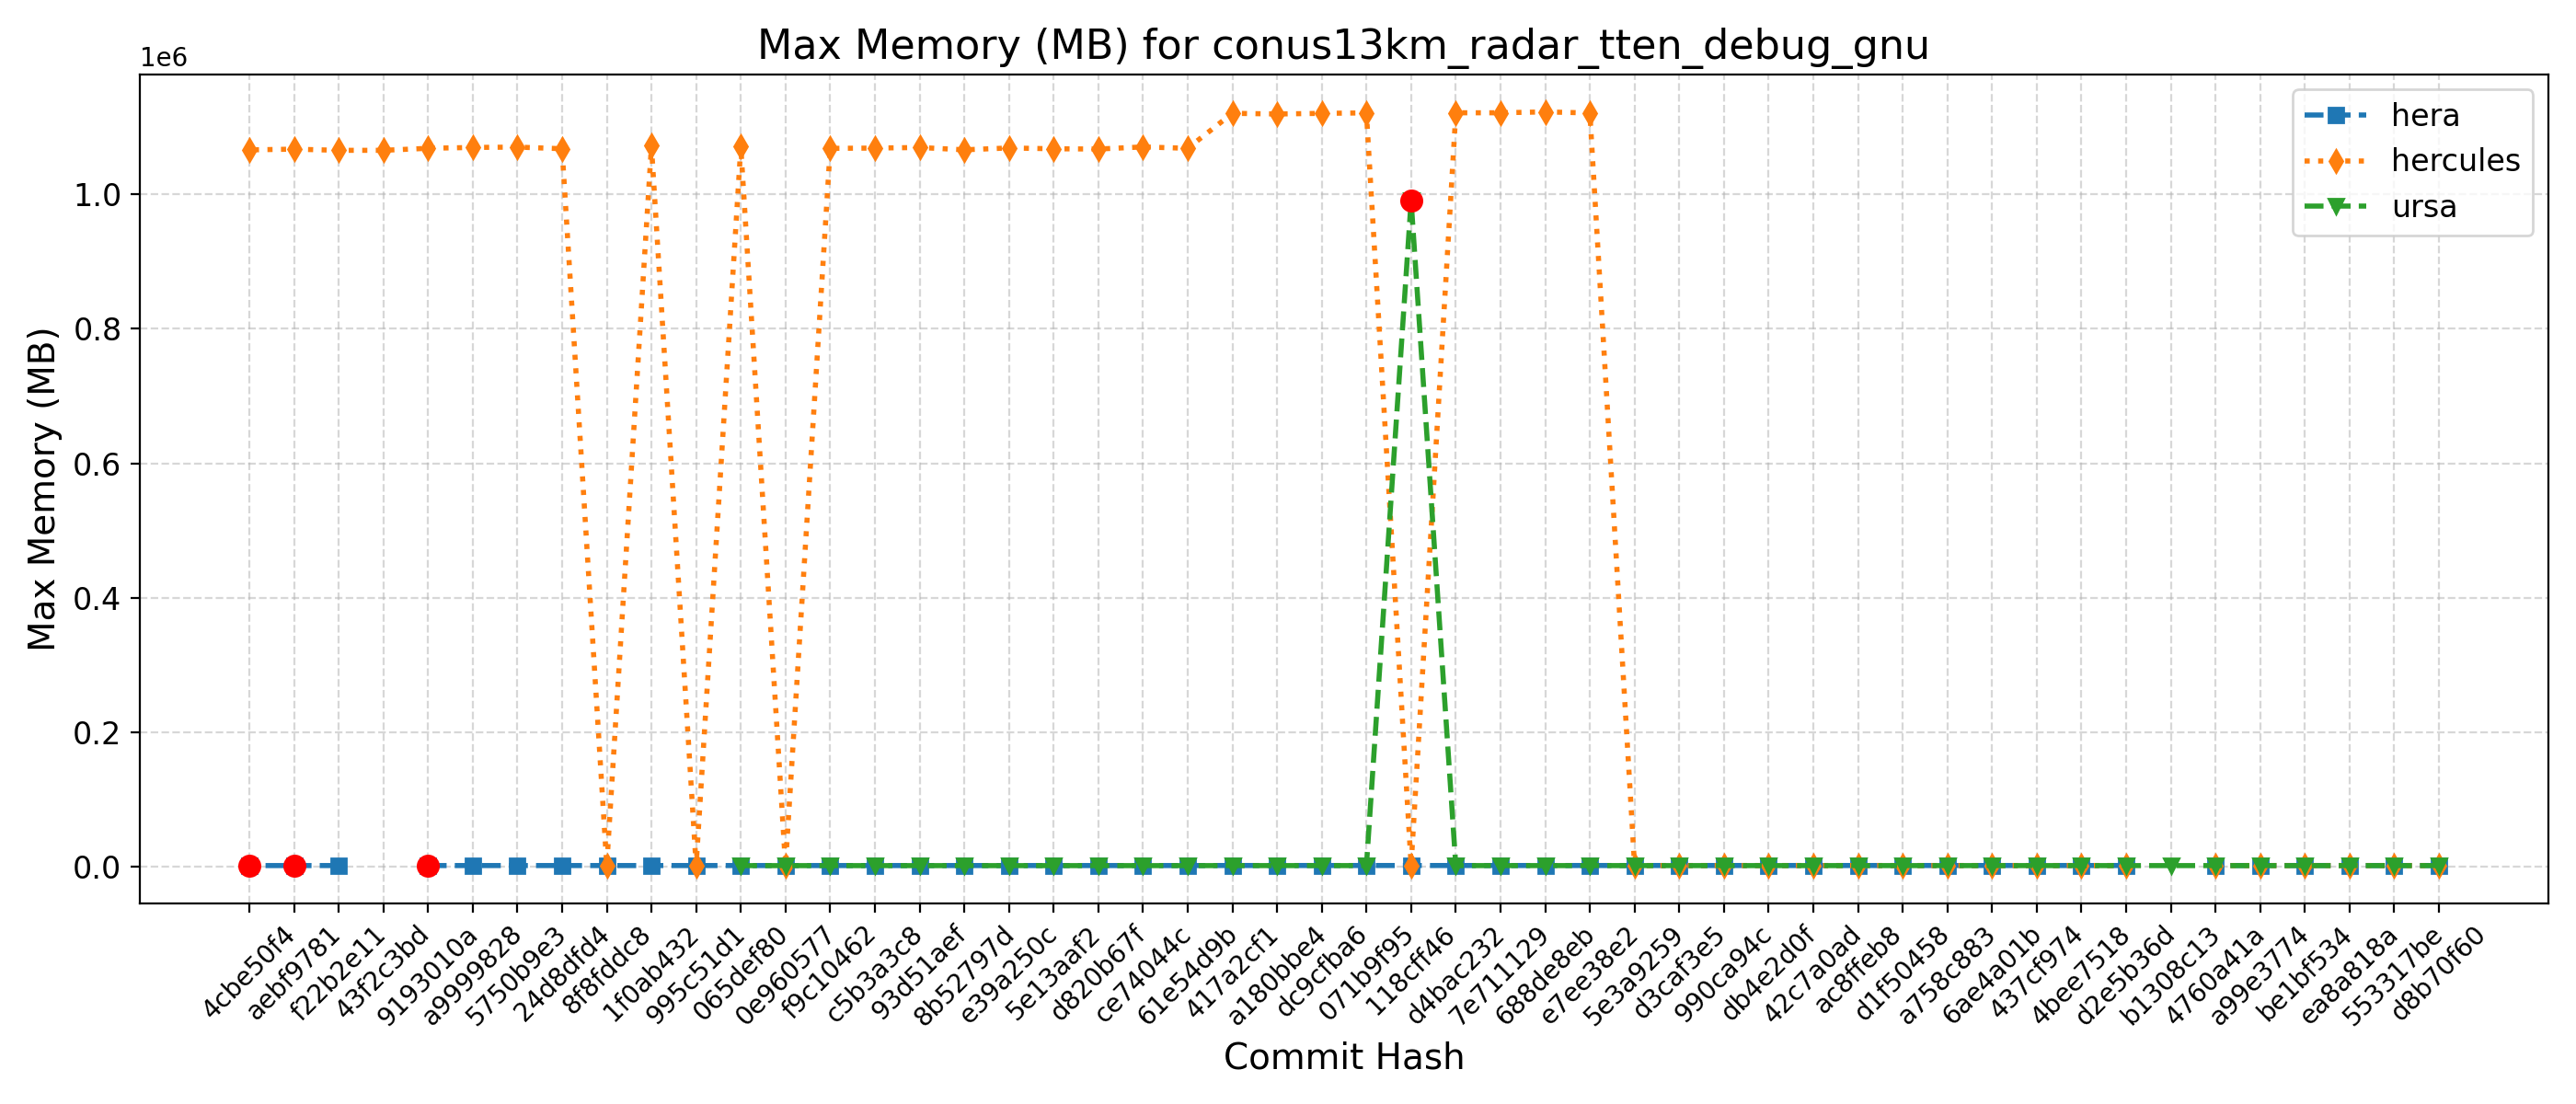 Max Memory (MB) for conus13km_radar_tten_debug_gnu
1e6
1.0
0.8
0.6
0.4
0.2
0.0
Max Memory (MB)
hera
hercules
ursa
4cbe50f4
aebf9781
f22b2e11
43f2c3bd
9193010a
a9999828
5750b9e3
24d8dfd4
8f8fddc8
1f0ab432
995c51d1
065def80
0e960577
f9c10462
c5b3a3c8
93d51aef
8b52797d
e39a250c
5e13aaf2
d820b67f
ce74044c
61e54d9b
417a2cf1
a180bbe4
dc9cfba6
071b9f95
118cff46
d4bac232
7e711129
688de8eb
e7ee38e2
5e3a9259
d3caf3e5
990ca94c
db4e2d0f
42c7a0ad
ac8ffeb8
d1f50458
a758c883
6ae4a01b
437cf974
4bee7518
d2e5b36d
b1308c13
4760a41a
a99e3774
be1bf534
ea8a818a
553317be
d8b70f60
Commit Hash